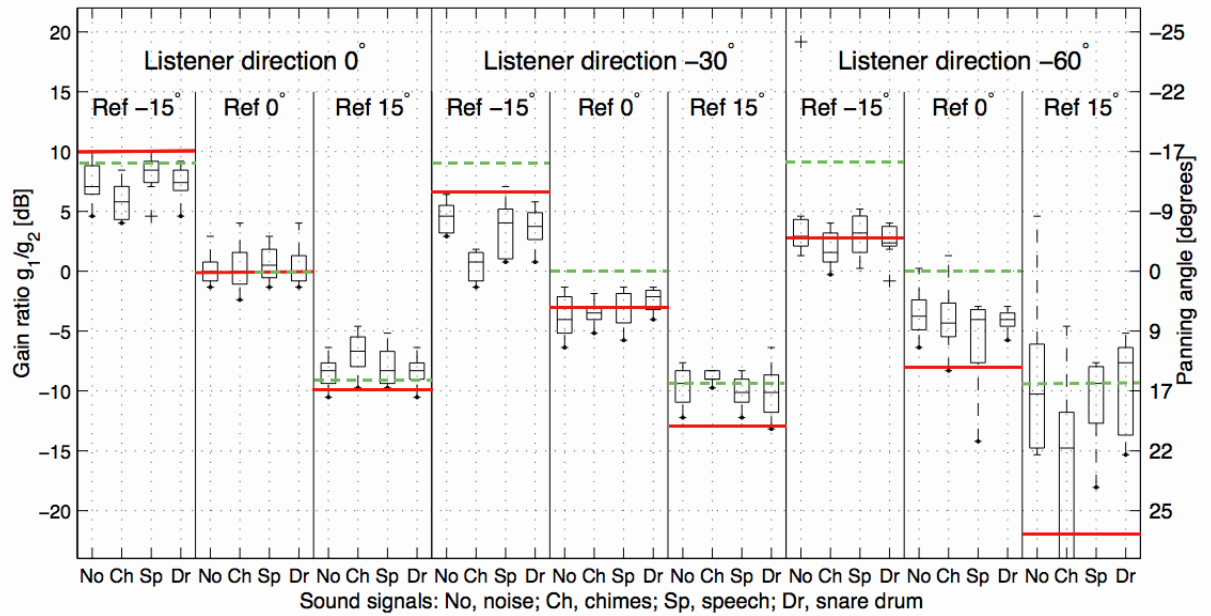 Listener direction 0°
Listener direction −30°
Listener direction −60°
Ref −15° Ref 0° Ref 15° Ref −15° Ref 0° Ref 15° Ref −15° Ref 0° Ref 15°
Gain ratio g1/g2 [dB]
20
15
10
5
0
−5
−10
−15
−20
Panning angle [degrees]
−25
−22
−17
−9
0
9
17
22
25
No Ch Sp Dr No Ch Sp Dr No Ch Sp Dr No Ch Sp Dr No Ch Sp Dr No Ch Sp Dr No Ch Sp Dr No Ch Sp Dr No Ch Sp Dr
Sound signals: No, noise; Ch, chimes; Sp, speech; Dr, snare drum